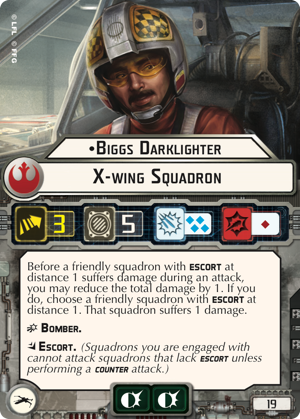 © LFL © FFG
•Biggs Darklighter
X-wing Squadron
3 5
Before a friendly squadron with ESCORT at
distance 1 suffers damage during an attack,
you may reduce the total damage by 1. If you
do, choose a friendly squadron with ESCORT at
distance 1. That squadron suffers 1 damage.
Bomber.
Escort. (Squadrons you are engaged with
cannot attack squadrons that lack ESCORT unless
performing a COUNTER attack.)
19